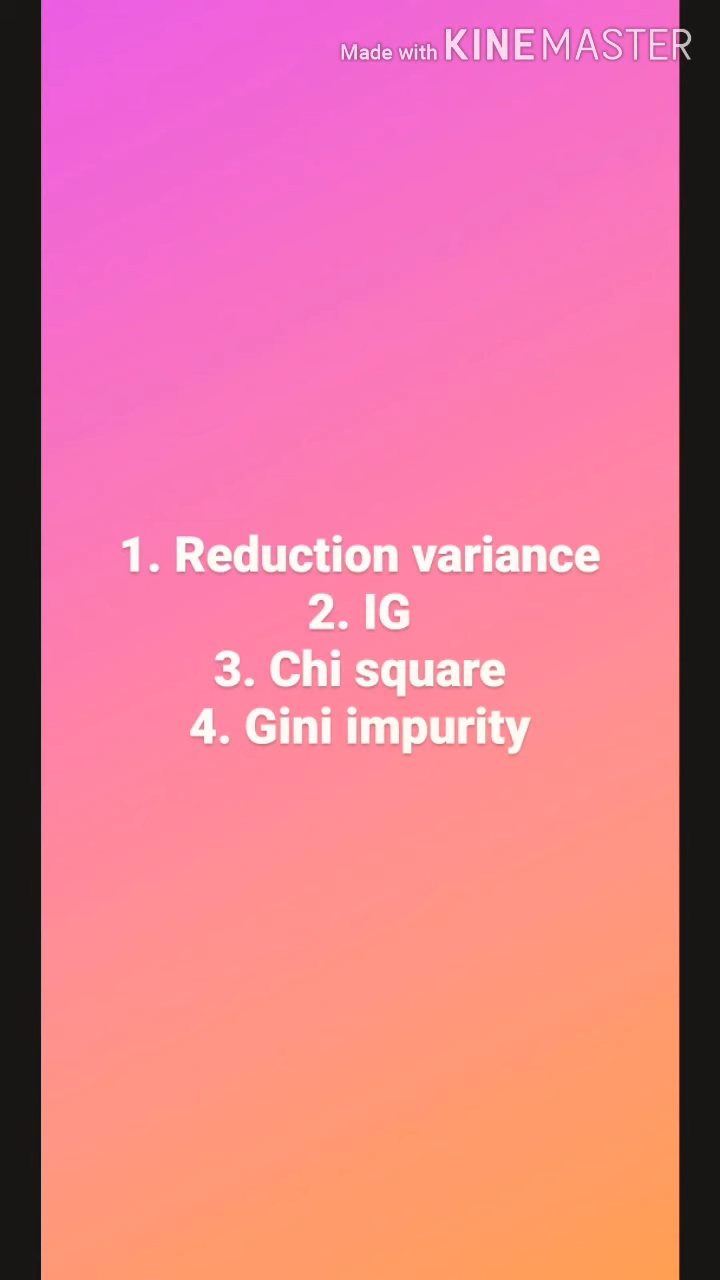 Made with KINEMASTER
1. Reduction variance
2. IG
3. Chi square
4. Gini impurity